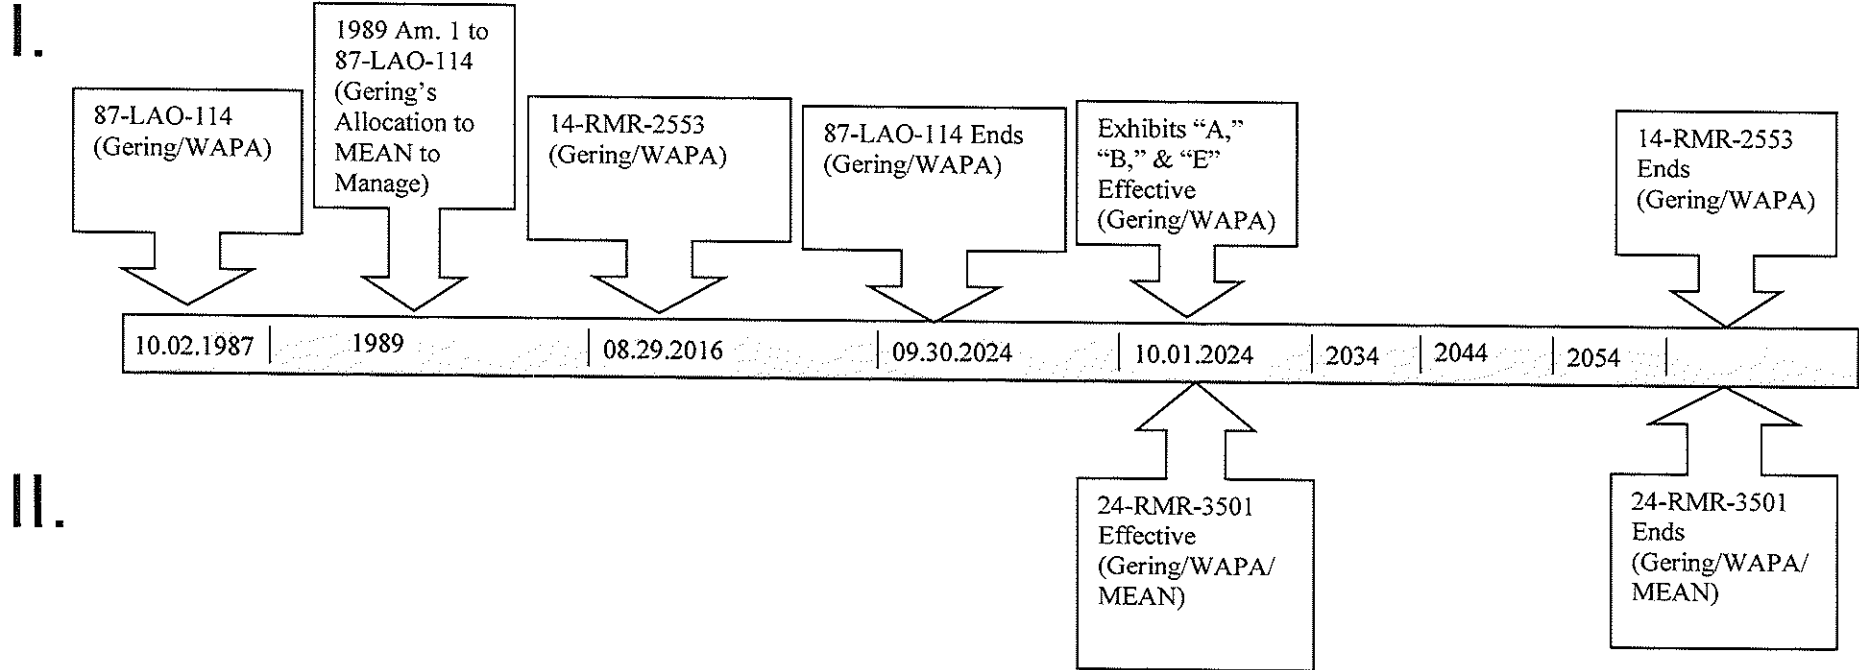 I.
87-LAO-114
(Gering/WAPA)
1989 Am. 1 to
87-LAO-114
(Gering's
Allocation to
MEAN to
Manage)
14-RMR-2553
(Gering/WAPA)
87-LAO-114 Ends
(Gering/WAPA)
Exhibits “A,”
“B,” & “E”
Effective
(Gering/WAPA)
14-RMR-2553
Ends
(Gering/WAPA)
10.02.1987
1989
08.29.2016
09.30.2024
10.01.2024
2034
2044
2054
II.
24-RMR-3501
Effective
(Gering/WAPA/
MEAN)
24-RMR-3501
Ends
(Gering/WAPA/
MEAN)